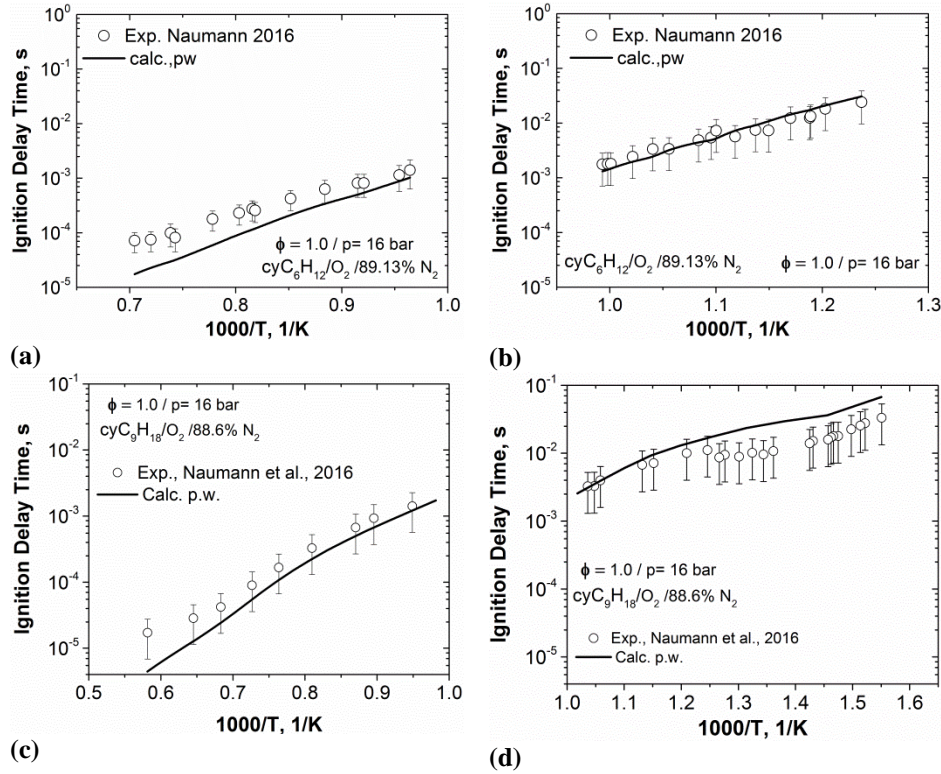 10⁰
10⁻¹
10⁻²
10⁻³
10⁻⁴
10⁻⁵
Ignition Delay Time, s
Exp. Naumann 2016
calc.,pw
ϕ = 1.0 / p= 16 bar
cyC₆H₁₂/O₂ /89.13% N₂
0.7 0.8 0.9 1.0
1000/T, 1/K
(a)
10⁰
10⁻¹
10⁻²
10⁻³
10⁻⁴
10⁻⁵
Ignition Delay Time, s
Exp. Naumann 2016
calc.,pw
cyC₆H₁₂/O₂ /89.13% N₂ ϕ = 1.0 / p= 16 bar
1.0 1.1 1.2 1.3
1000/T, 1/K
(b)
10⁻¹
10⁻²
10⁻³
10⁻⁴
10⁻⁵
Ignition Delay Time, s
ϕ = 1.0 / p= 16 bar
cyC₉H₁₈/O₂ /88.6% N₂
Exp., Naumann et al., 2016
Calc. p.w.
0.5 0.6 0.7 0.8 0.9 1.0
1000/T, 1/K
(c)
10⁻¹
10⁻²
10⁻³
10⁻⁴
10⁻⁵
Ignition Delay Time, s
ϕ = 1.0 / p= 16 bar
cyC₉H₁₈/O₂ /88.6% N₂
Exp., Naumann et al., 2016
Calc. p.w.
1.0 1.1 1.2 1.3 1.4 1.5 1.6
1000/T, 1/K
(d)